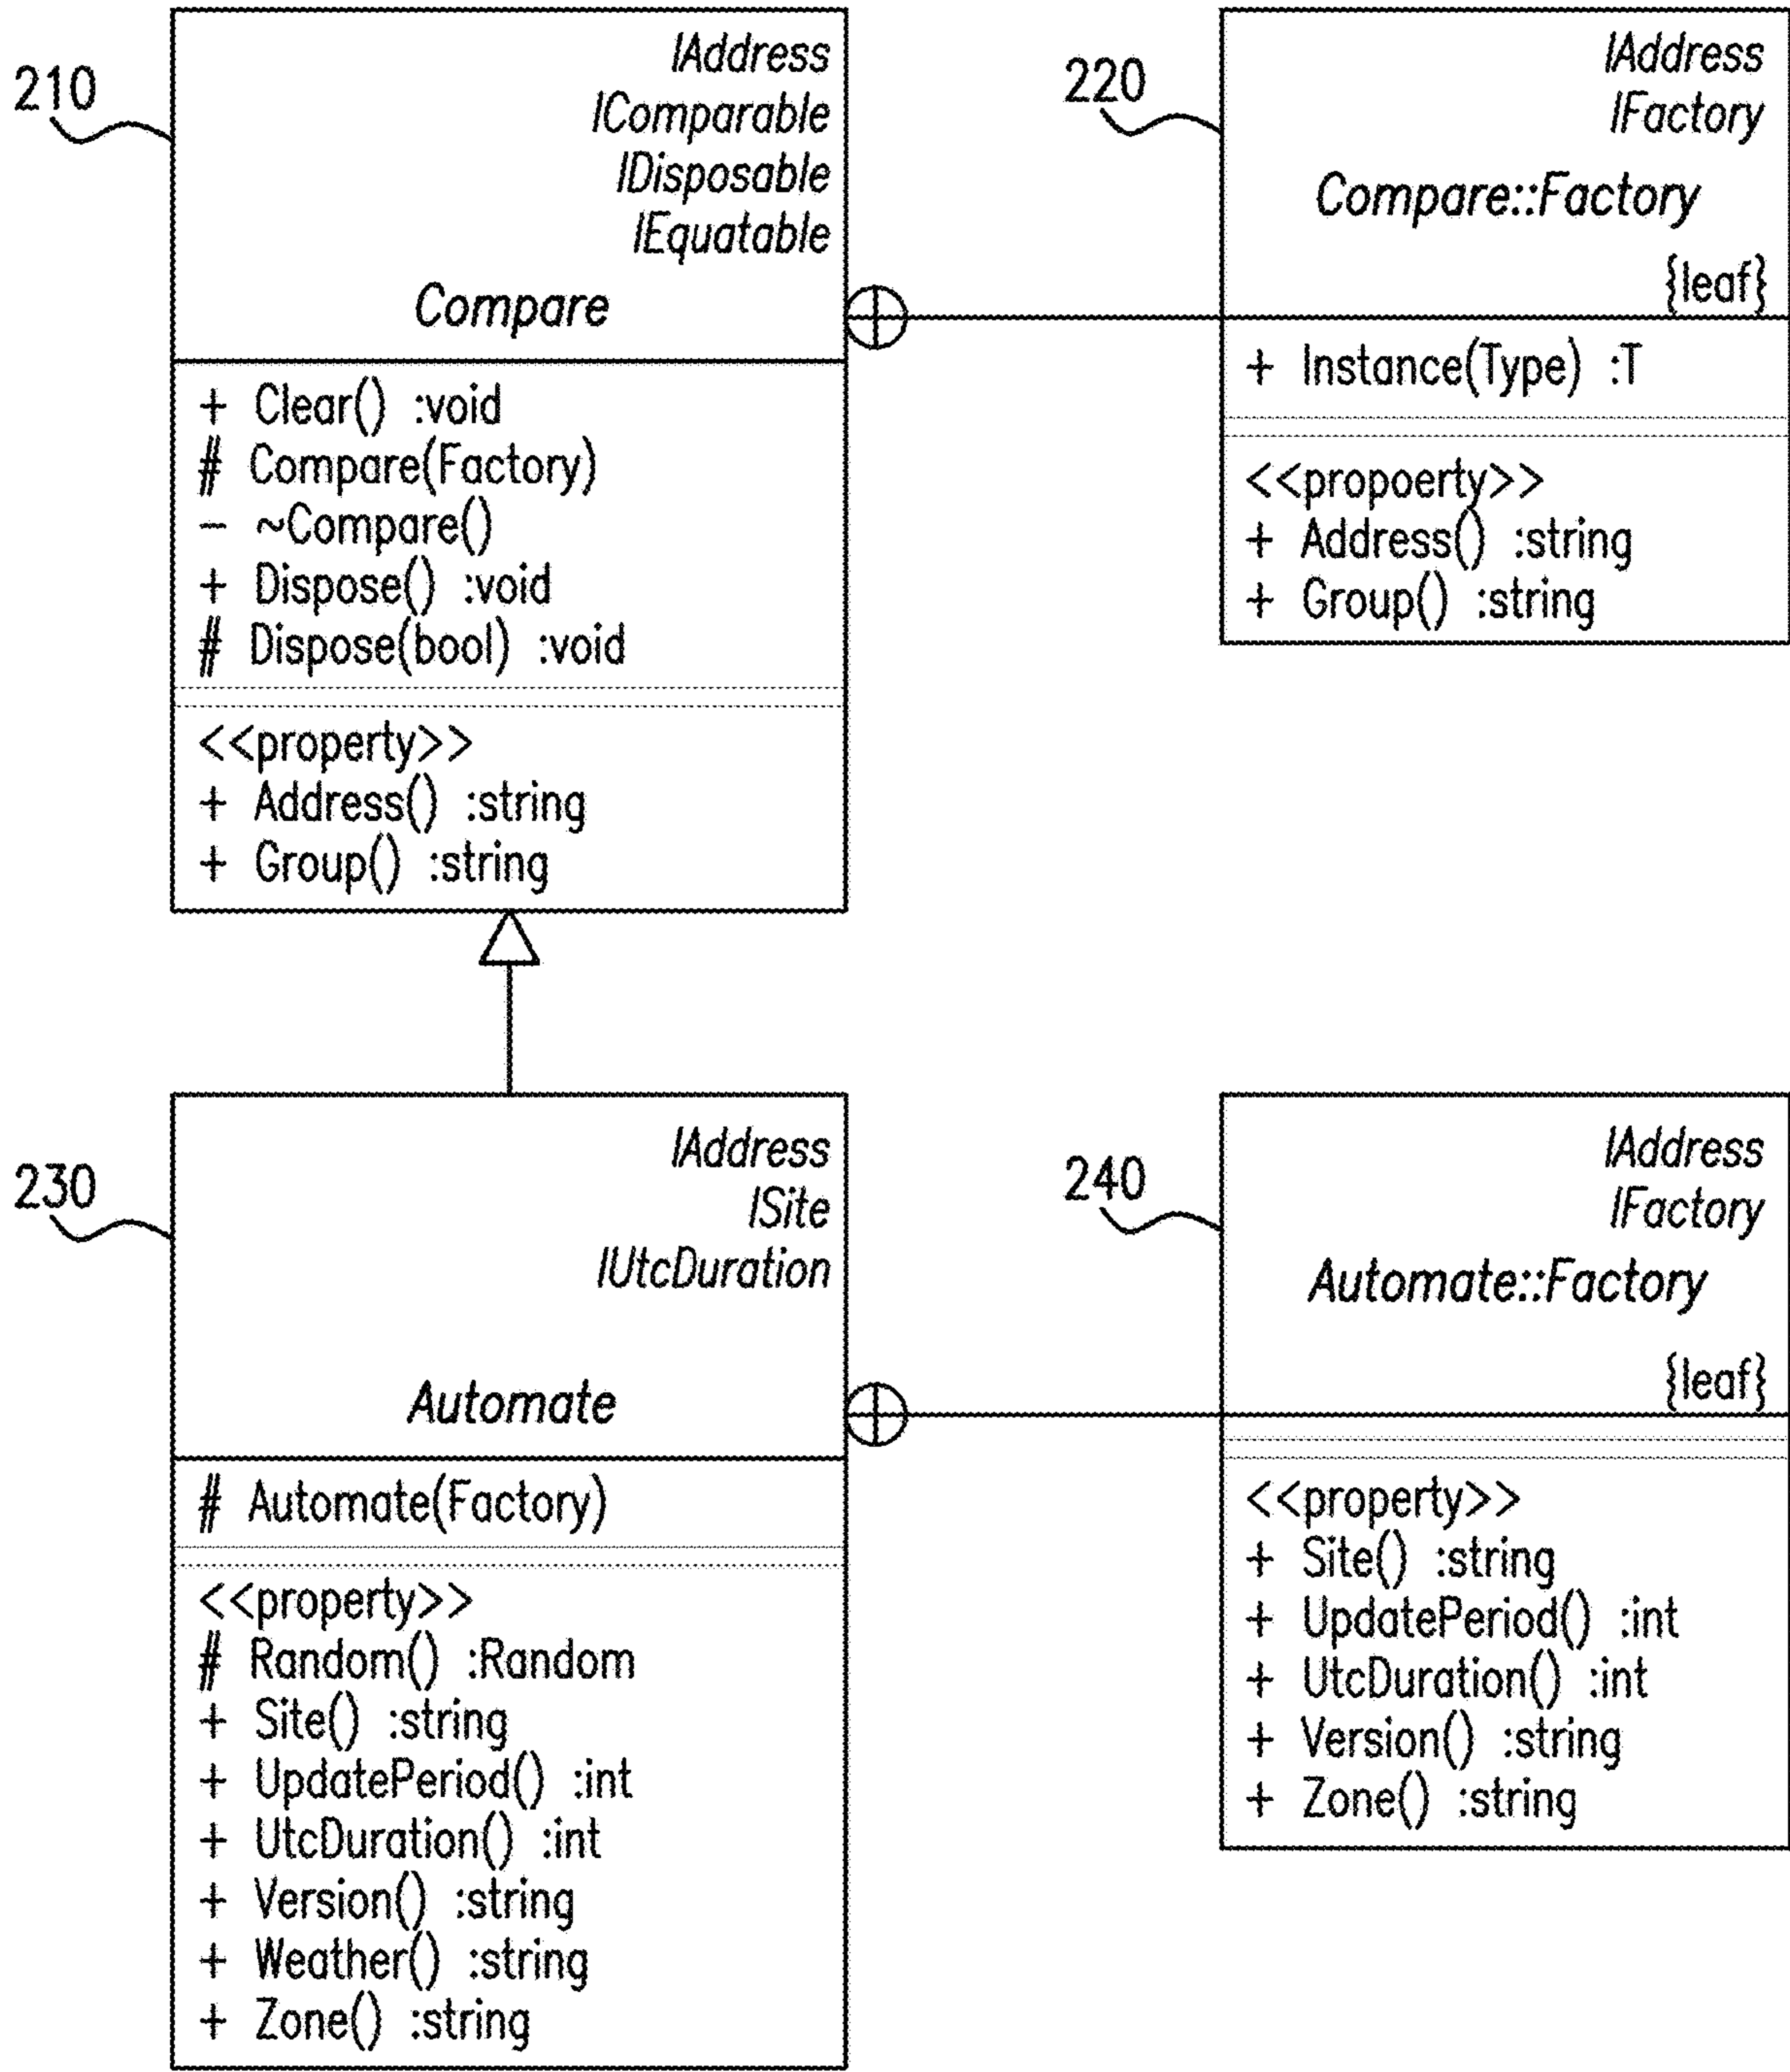 210
IAddress
IComparable
IDisposable
IEquatable
Compare
+ Clear() :void
# Compare(Factory)
- ~Compare()
+ Dispose() :void
# Dispose(bool) :void
<<property>>
+ Address() :string
+ Group() :string
220
IAddress
IFactory
Compare::Factory
{leaf}
+ Instance(Type) :T
<<propoerty>>
+ Address() :string
+ Group() :string
230
IAddress
ISite
IUtcDuration
Automate
# Automate(Factory)
<<property>>
# Random() :Random
+ Site() :string
+ UpdatePeriod() :int
+ UtcDuration() :int
+ Version() :string
+ Weather() :string
+ Zone() :string
240
IAddress
IFactory
Automate::Factory
{leaf}
<<property>>
+ Site() :string
+ UpdatePeriod() :int
+ UtcDuration() :int
+ Version() :string
+ Zone() :string